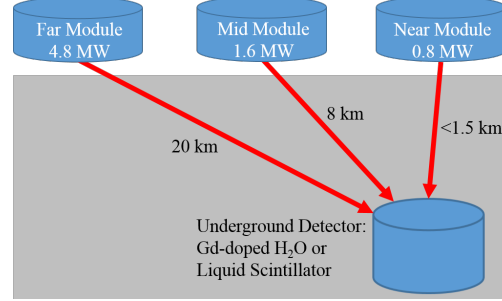 Far Module
4.8 MW
Mid Module
1.6 MW
Near Module
0.8 MW
20 km
8 km
<1.5 km
Underground Detector:
Gd-doped H₂O or
Liquid Scintillator